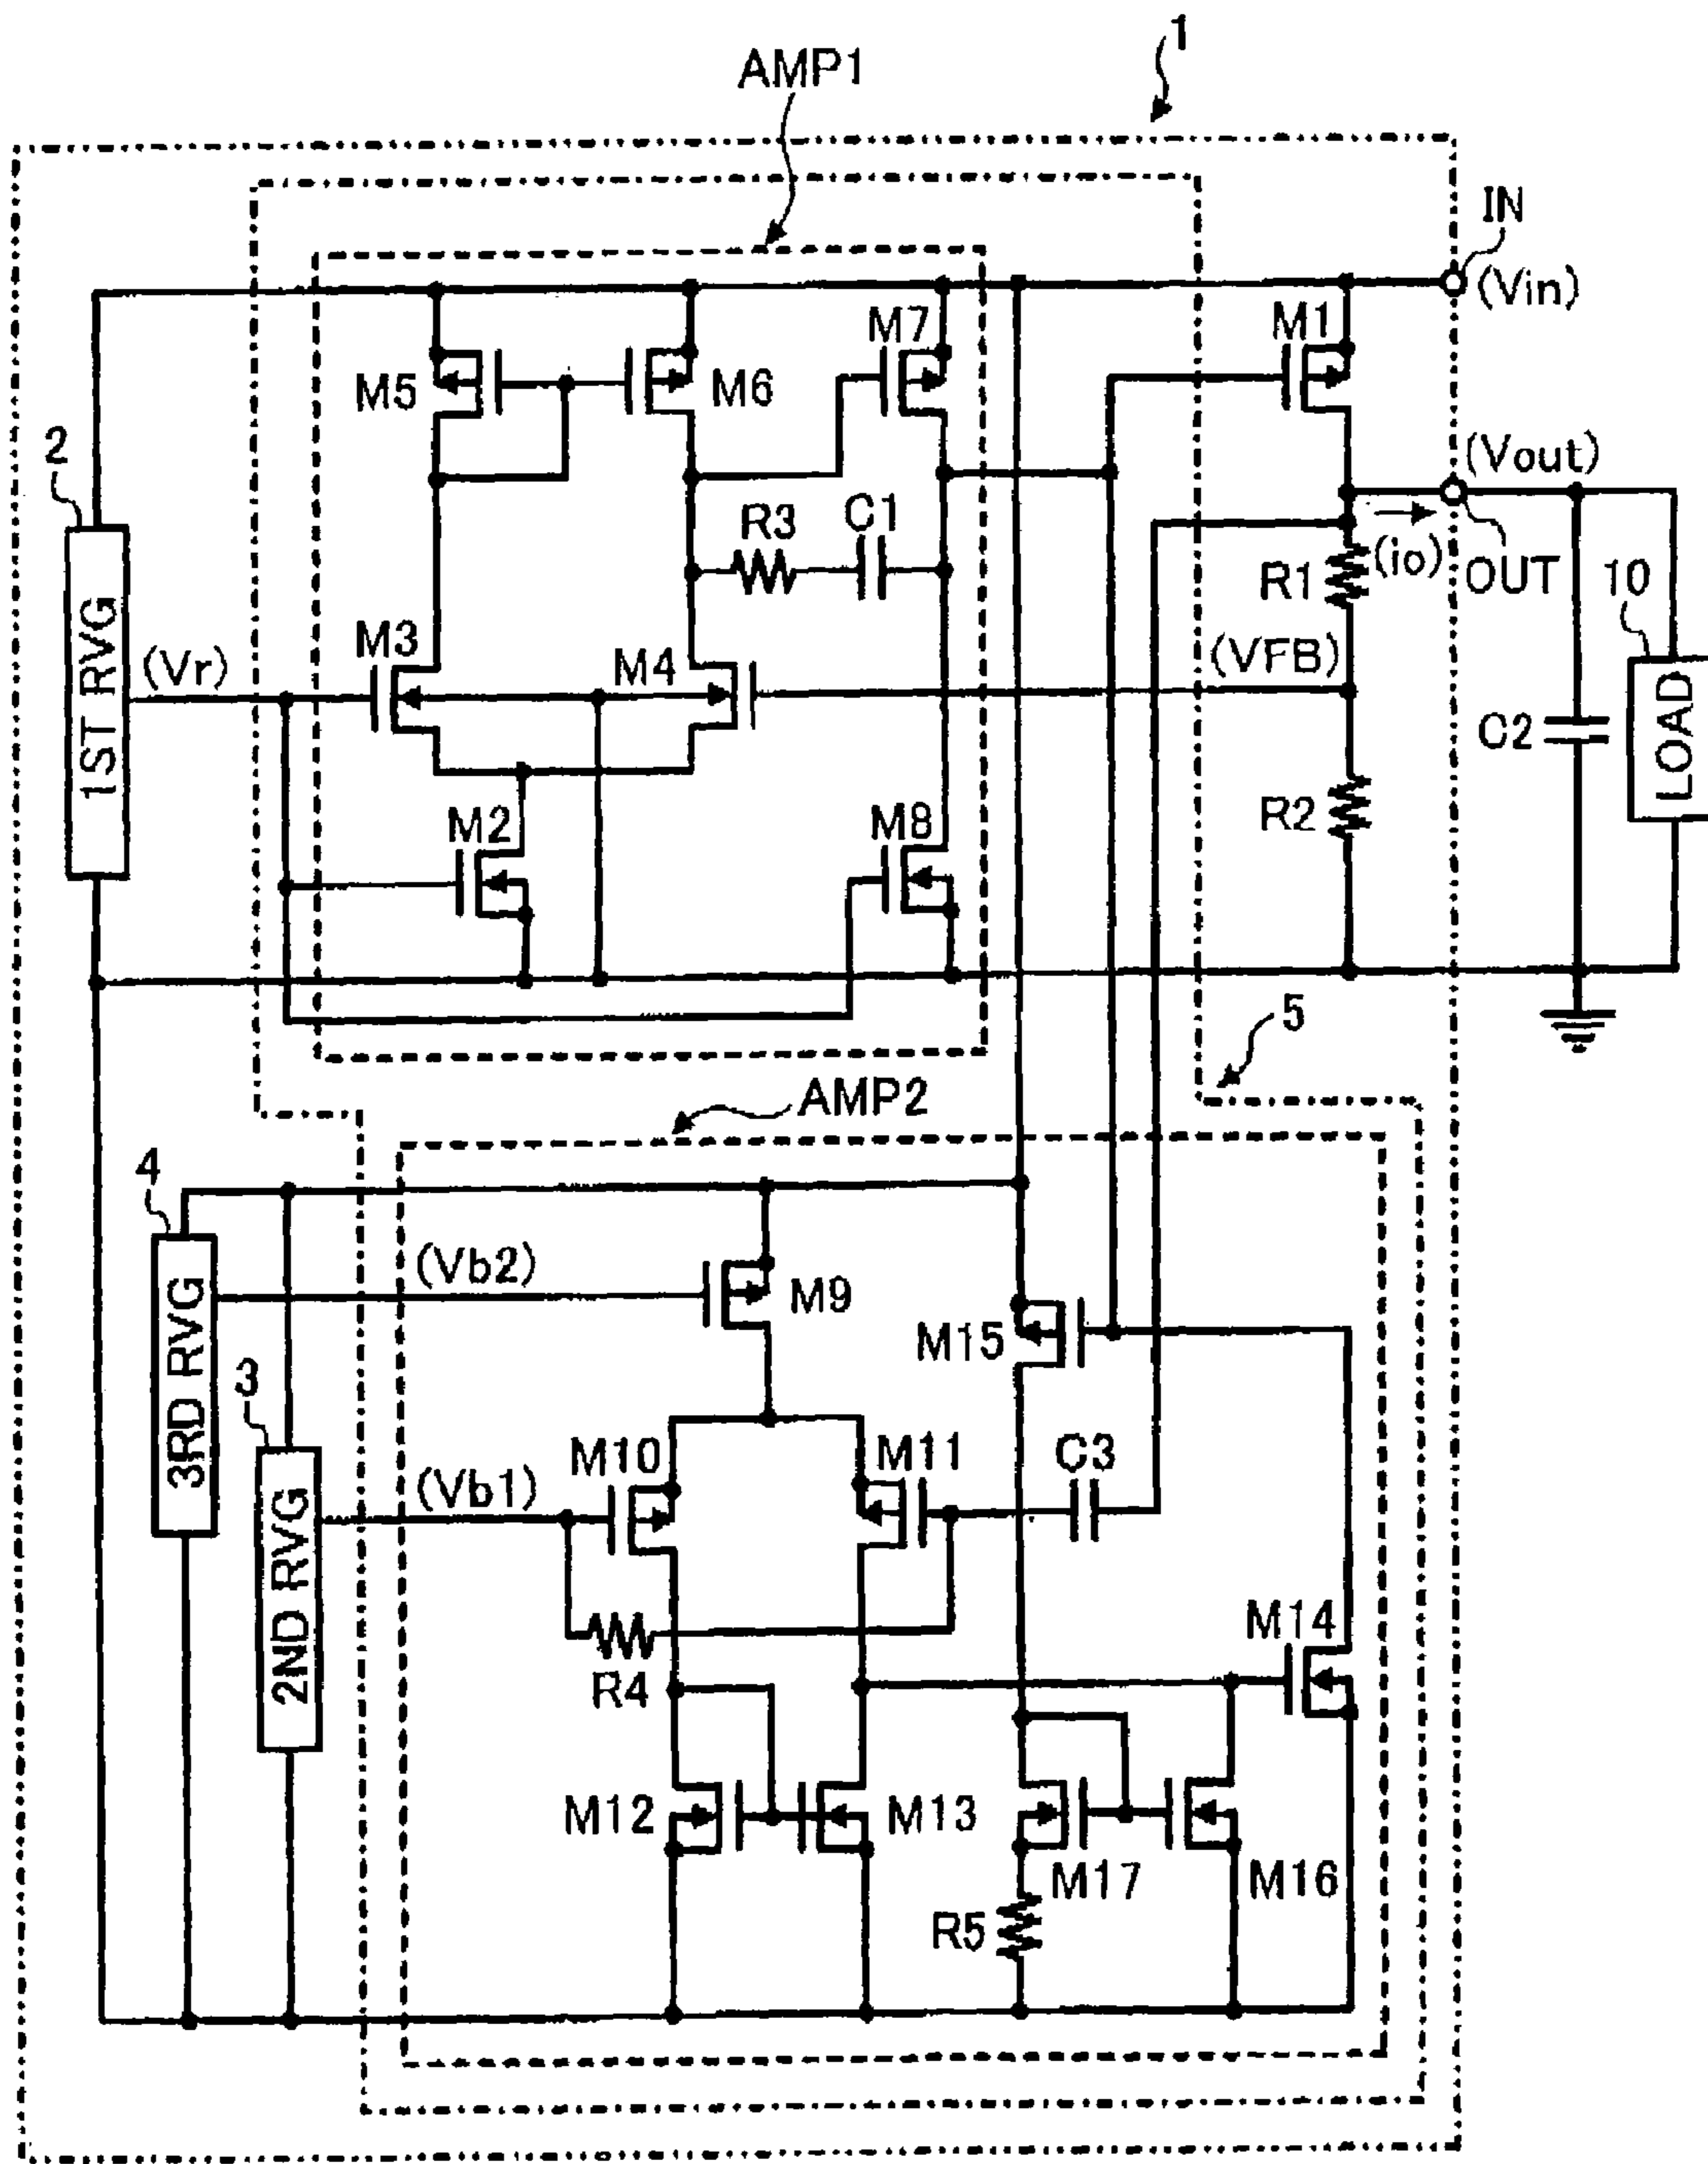 1
AMP1
IN
(Vin)
M5
M6
M7
M1
2
(Vout)
R3
C1
R1
(io)
OUT
10
1ST RVG
(Vr)
M3
M4
(VFB)
C2
LOAD
M2
M8
R2
5
AMP2
4
(Vb2)
M9
3RD RVG
M15
3
M10
M11
C3
(Vb1)
2ND RVG
R4
M14
M12
M13
M17
M16
R5